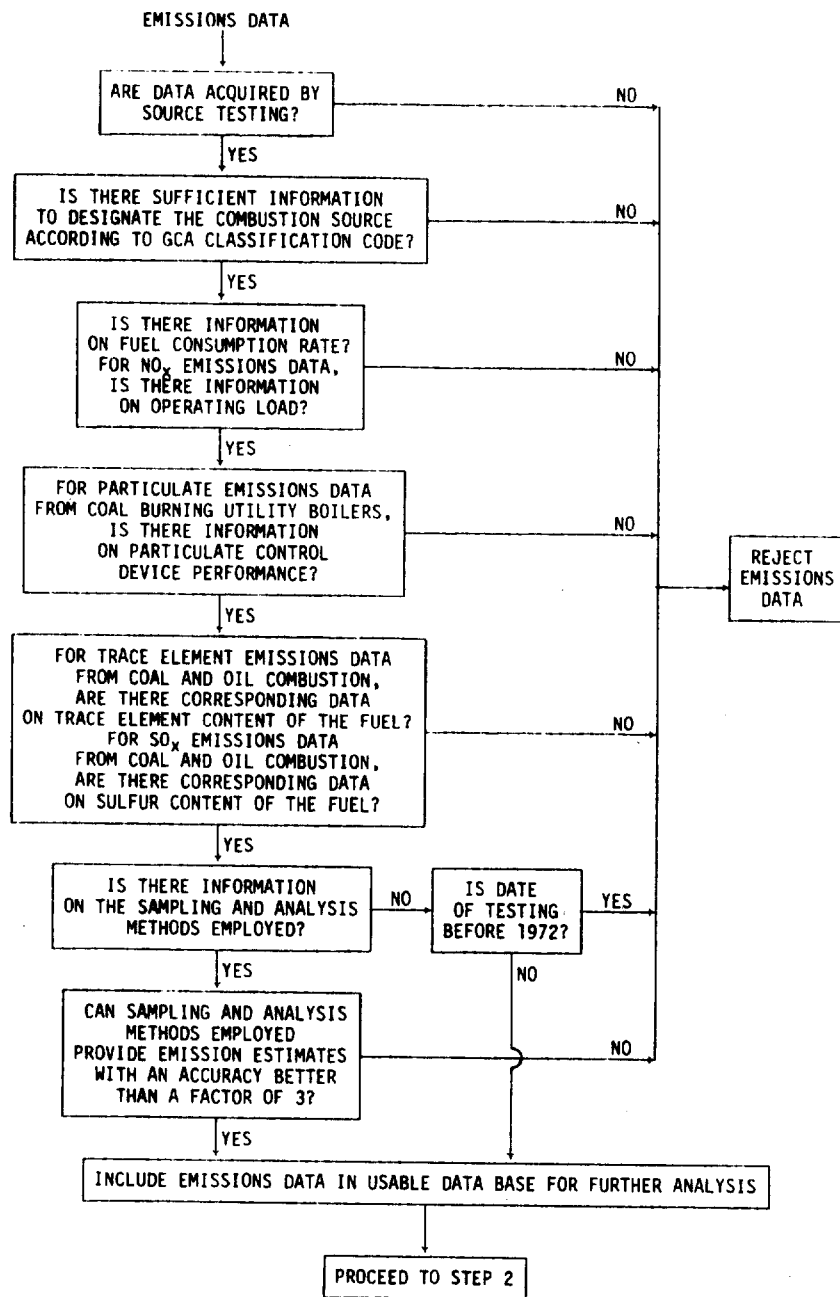 EMISSIONS DATA
ARE DATA ACQUIRED BY
SOURCE TESTING?
NO
YES
IS THERE SUFFICIENT INFORMATION
TO DESIGNATE THE COMBUSTION SOURCE
ACCORDING TO GCA CLASSIFICATION CODE?
NO
YES
IS THERE INFORMATION
ON FUEL CONSUMPTION RATE?
FOR NOx EMISSIONS DATA,
IS THERE INFORMATION
ON OPERATING LOAD?
NO
YES
FOR PARTICULATE EMISSIONS DATA
FROM COAL BURNING UTILITY BOILERS,
IS THERE INFORMATION
ON PARTICULATE CONTROL
DEVICE PERFORMANCE?
NO
REJECT
EMISSIONS
DATA
YES
FOR TRACE ELEMENT EMISSIONS DATA
FROM COAL AND OIL COMBUSTION,
ARE THERE CORRESPONDING DATA
ON TRACE ELEMENT CONTENT OF THE FUEL?
FOR SOx EMISSIONS DATA
FROM COAL AND OIL COMBUSTION,
ARE THERE CORRESPONDING DATA
ON SULFUR CONTENT OF THE FUEL?
NO
YES
IS THERE INFORMATION
ON THE SAMPLING AND ANALYSIS
METHODS EMPLOYED?
NO
IS DATE
OF TESTING
BEFORE 1972?
YES
YES
NO
CAN SAMPLING AND ANALYSIS
METHODS EMPLOYED
PROVIDE EMISSION ESTIMATES
WITH AN ACCURACY BETTER
THAN A FACTOR OF 3?
NO
YES
INCLUDE EMISSIONS DATA IN USABLE DATA BASE FOR FURTHER ANALYSIS
PROCEED TO STEP 2